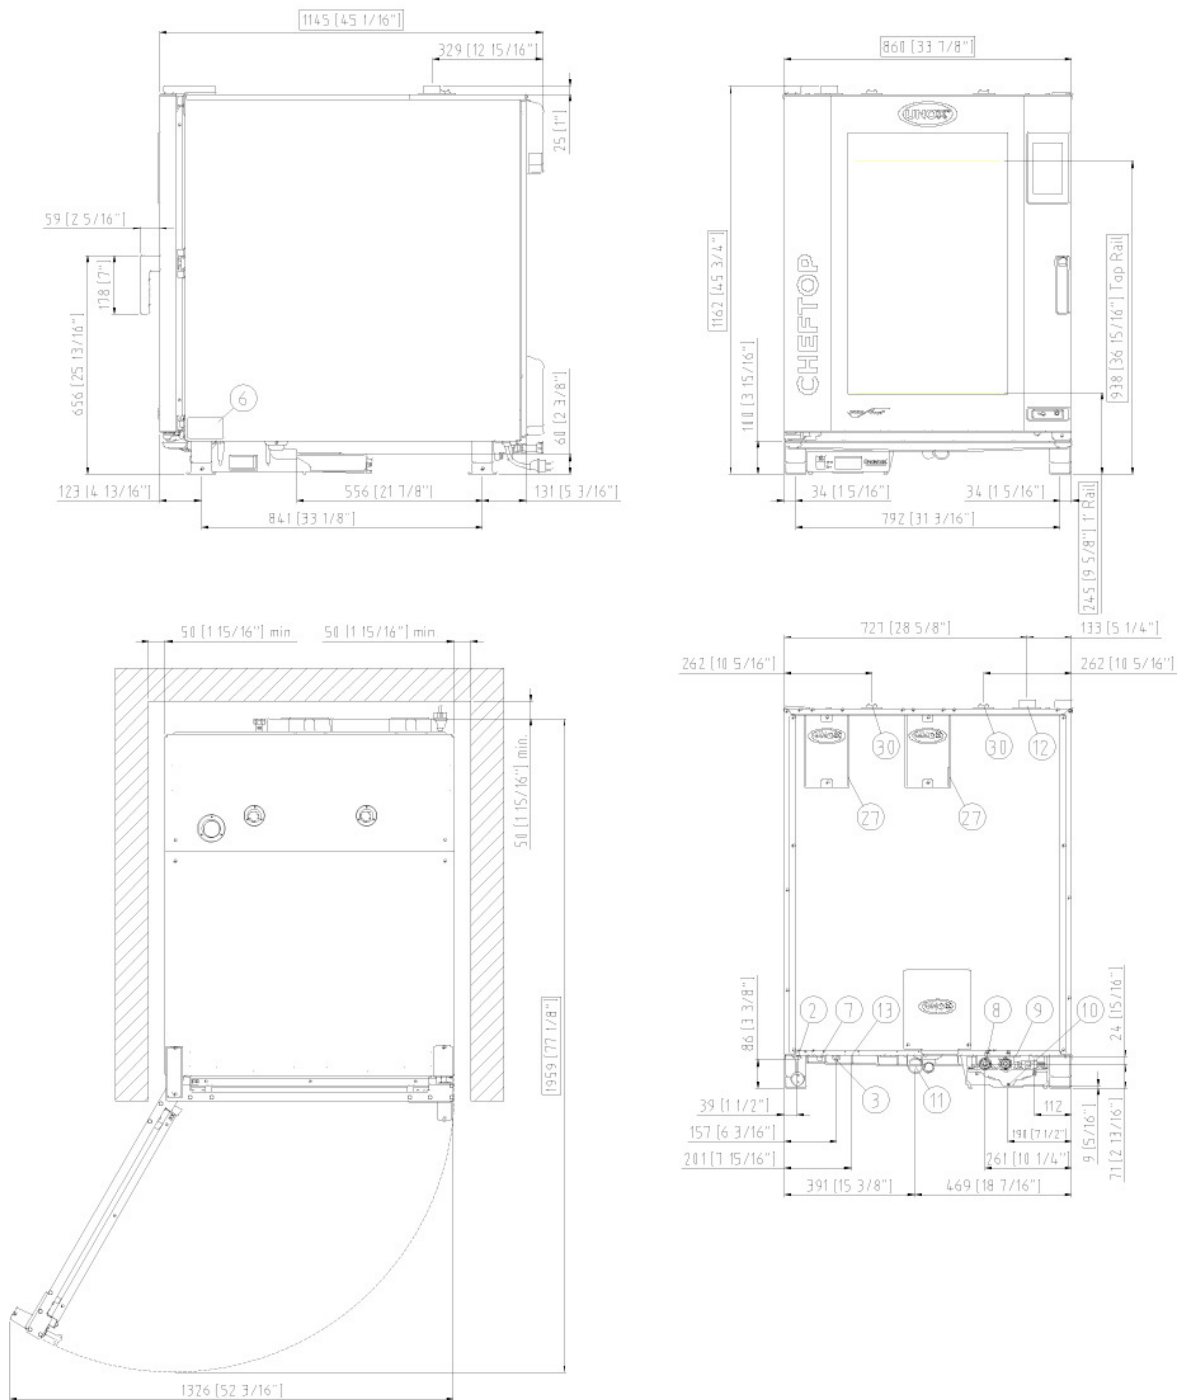 1145 [45 1/16"]
329 [12 15/16"]
25 [1"]
59 [2 5/16"]
178 [7"]
656 [25 13/16"]
6
60 [2 3/8"]
123 [4 13/16"]
556 [21 7/8"]
131 [5 3/16"]
841 [33 1/8"]
860 [33 7/8"]
UNOX
CHEFTOP
1162 [45 3/4"]
100 [3 15/16"]
938 [36 15/16"] Top Rail
34 [1 5/16"]
34 [1 5/16"]
792 [31 3/16"]
245 [9 5/8"] 1' Rail
50 [1 15/16"] min
50 [1 15/16"] min
50 [1 15/16"] min.
1959 [77 1/8"]
1326 [52 3/16"]
727 [28 5/8"]
133 [5 1/4"]
262 [10 5/16"]
262 [10 5/16"]
30
30
12
27
27
2
7
13
8
9
10
86 [3 3/8"]
24 [15/16"]
3
11
39 [1 1/2"]
112
157 [6 3/16"]
190 [7 1/2"]
201 [7 15/16"]
261 [10 1/4"]
9 [5/16"]
71 [2 13/16"]
391 [15 3/8"]
469 [18 7/16"]